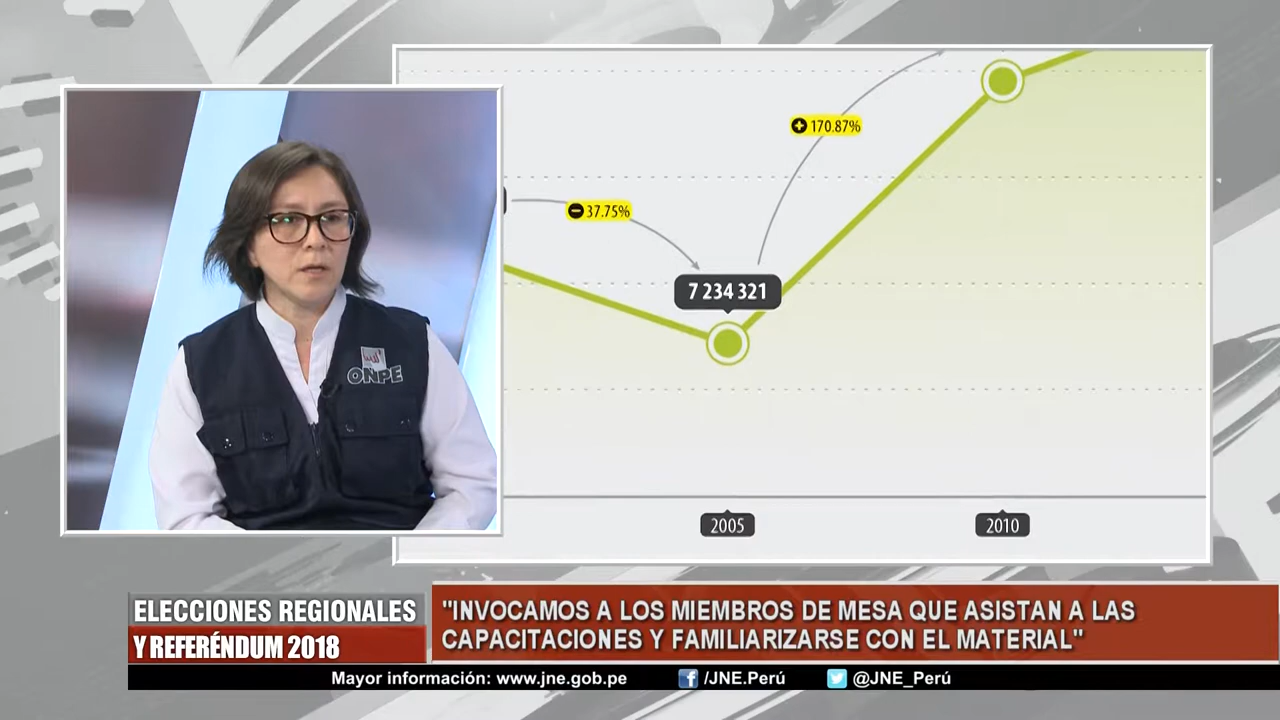 170.87%
37.75%
7 234 321
ONPE
2005
2010
ELECCIONES REGIONALES
Y REFERÉNDUM 2018
"INVOCAMOS A LOS MIEMBROS DE MESA QUE ASISTAN A LAS
CAPACITACIONES Y FAMILIARIZARSE CON EL MATERIAL"
Mayor información: www.jne.gob.pe /JNE.Perú @JNE_Perú